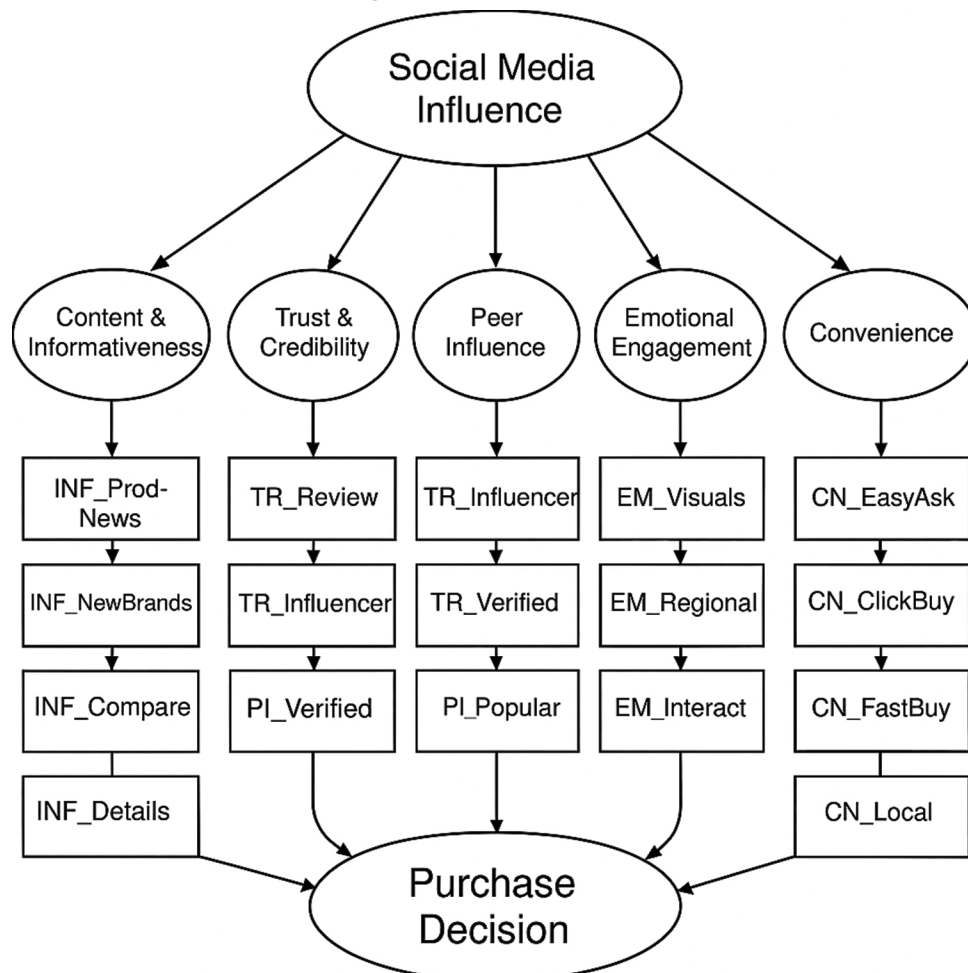 Social Media
Influence
Content &
Informativeness
Trust &
Credibility
Peer
Influence
Emotional
Engagement
Convenience
INF_Prod-
News
INF_NewBrands
INF_Compare
INF_Details
TR_Review
TR_Influencer
PI_Verified
TR_Influencer
TR_Verified
PI_Popular
EM_Visuals
EM_Regional
EM_Interact
CN_EasyAsk
CN_ClickBuy
CN_FastBuy
CN_Local
Purchase
Decision